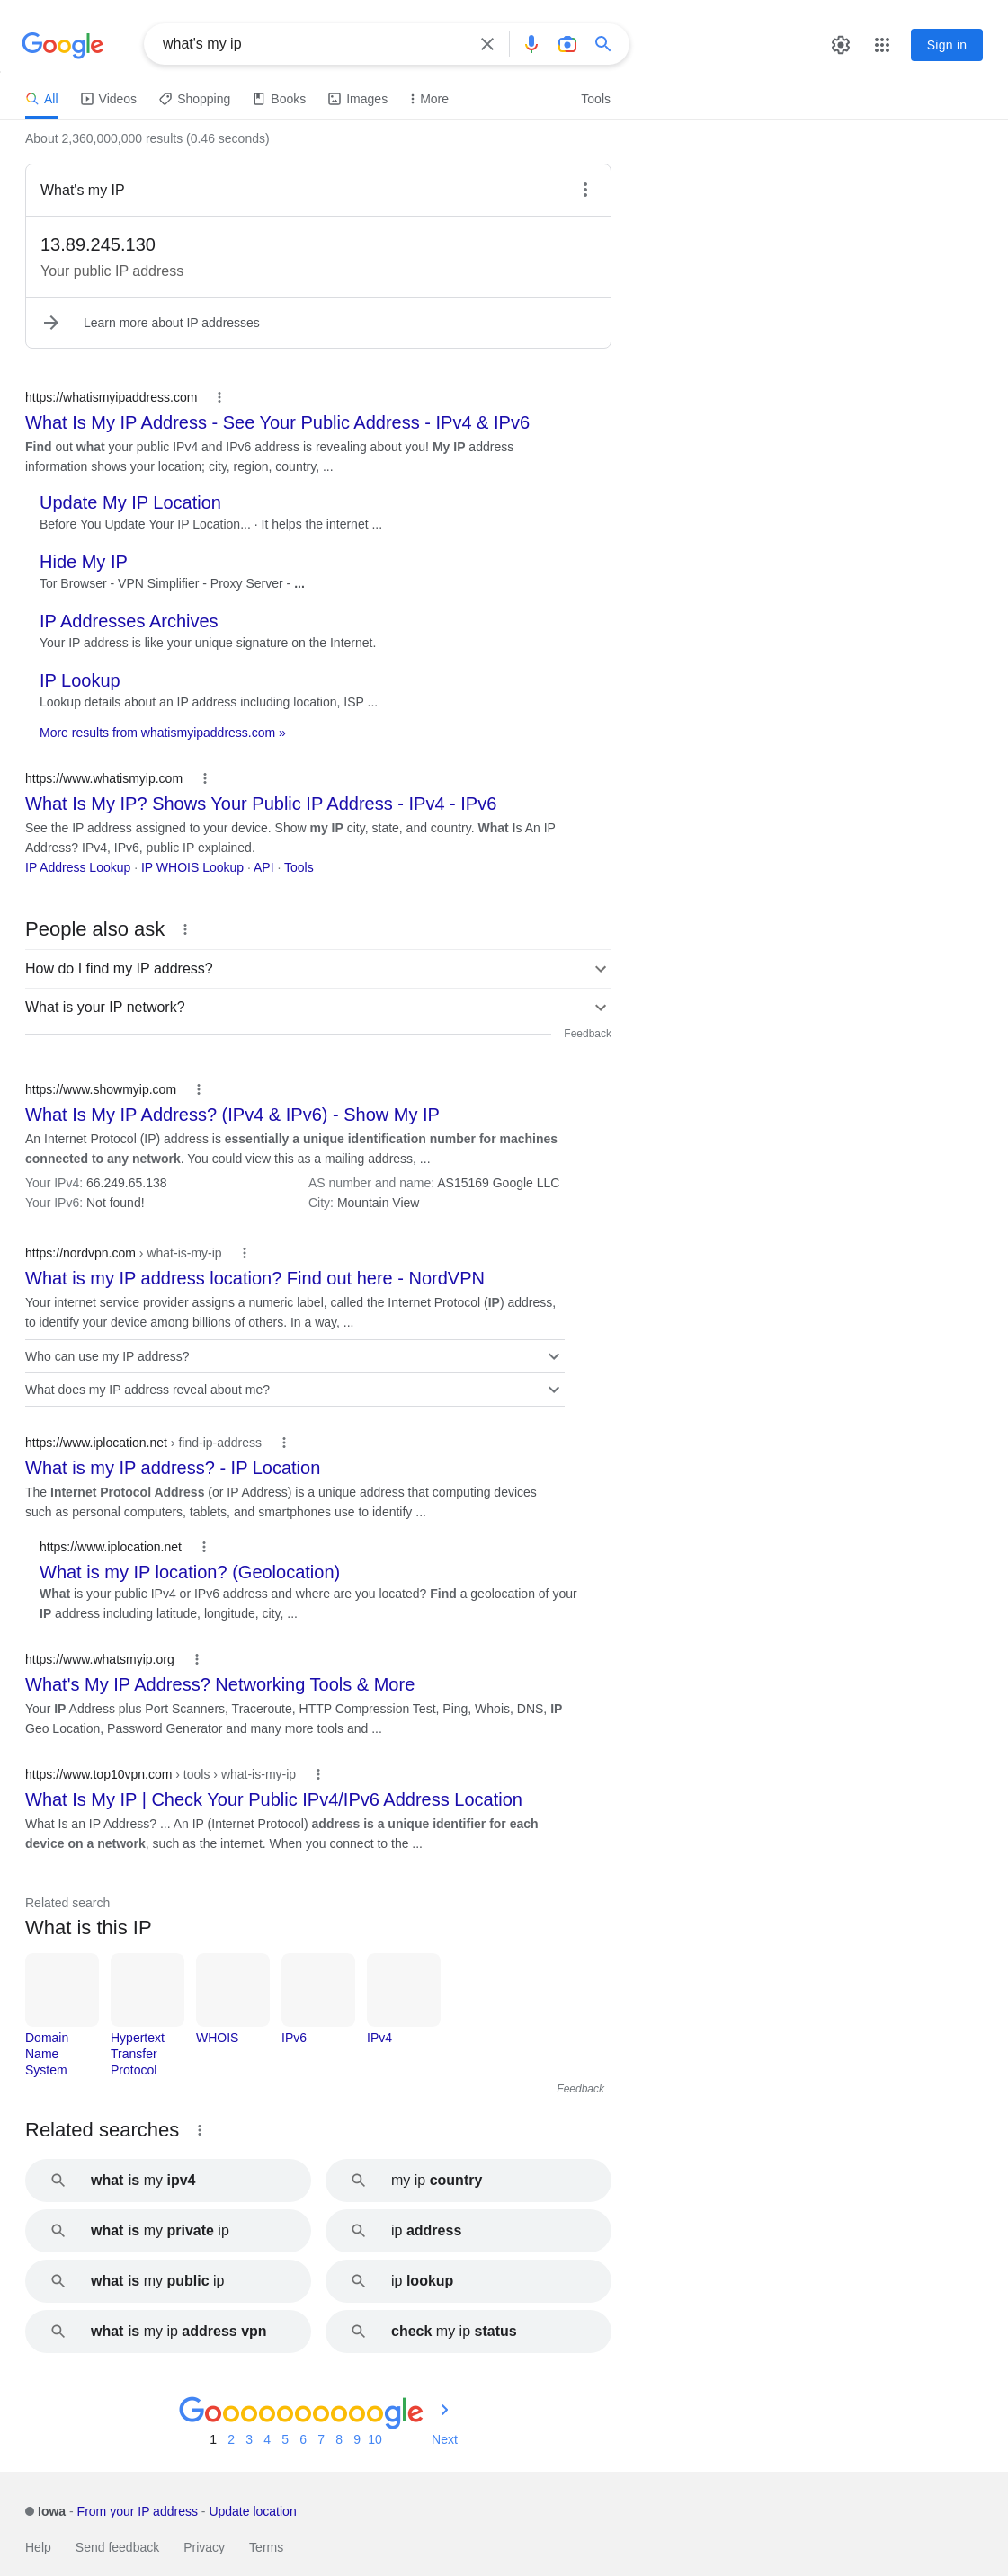 Google
what's my ip
Sign in
All Videos Shopping Books Images More Tools
About 2,360,000,000 results (0.46 seconds)
What's my IP
13.89.245.130
Your public IP address
Learn more about IP addresses
https://whatismyipaddress.com
What Is My IP Address - See Your Public Address - IPv4 & IPv6
Find out what your public IPv4 and IPv6 address is revealing about you! My IP address
information shows your location; city, region, country, ...
Update My IP Location
Before You Update Your IP Location... · It helps the internet ...
Hide My IP
Tor Browser - VPN Simplifier - Proxy Server - ...
IP Addresses Archives
Your IP address is like your unique signature on the Internet.
IP Lookup
Lookup details about an IP address including location, ISP ...
More results from whatismyipaddress.com »
https://www.whatismyip.com
What Is My IP? Shows Your Public IP Address - IPv4 - IPv6
See the IP address assigned to your device. Show my IP city, state, and country. What Is An IP
Address? IPv4, IPv6, public IP explained.
IP Address Lookup · IP WHOIS Lookup · API · Tools
People also ask
How do I find my IP address?
What is your IP network?
Feedback
https://www.showmyip.com
What Is My IP Address? (IPv4 & IPv6) - Show My IP
An Internet Protocol (IP) address is essentially a unique identification number for machines
connected to any network. You could view this as a mailing address, ...
Your IPv4: 66.249.65.138 AS number and name: AS15169 Google LLC
Your IPv6: Not found! City: Mountain View
https://nordvpn.com › what-is-my-ip
What is my IP address location? Find out here - NordVPN
Your internet service provider assigns a numeric label, called the Internet Protocol (IP) address,
to identify your device among billions of others. In a way, ...
Who can use my IP address?
What does my IP address reveal about me?
https://www.iplocation.net › find-ip-address
What is my IP address? - IP Location
The Internet Protocol Address (or IP Address) is a unique address that computing devices
such as personal computers, tablets, and smartphones use to identify ...
https://www.iplocation.net
What is my IP location? (Geolocation)
What is your public IPv4 or IPv6 address and where are you located? Find a geolocation of your
IP address including latitude, longitude, city, ...
https://www.whatsmyip.org
What's My IP Address? Networking Tools & More
Your IP Address plus Port Scanners, Traceroute, HTTP Compression Test, Ping, Whois, DNS, IP
Geo Location, Password Generator and many more tools and ...
https://www.top10vpn.com › tools › what-is-my-ip
What Is My IP | Check Your Public IPv4/IPv6 Address Location
What Is an IP Address? ... An IP (Internet Protocol) address is a unique identifier for each
device on a network, such as the internet. When you connect to the ...
Related search
What is this IP
Domain Hypertext WHOIS IPv6 IPv4
Name Transfer
System Protocol
Feedback
Related searches
what is my ipv4 my ip country
what is my private ip ip address
what is my public ip ip lookup
what is my ip address vpn check my ip status
Goooooooooogle
1 2 3 4 5 6 7 8 9 10 Next
Iowa - From your IP address - Update location
Help Send feedback Privacy Terms